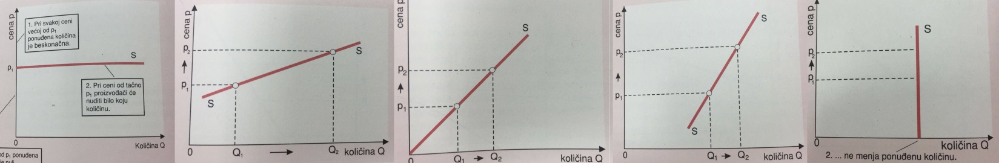 cena p
1. Pri svakoj ceni
većoj od p₁
ponuđena količina
je beskonačna.
S
p₁
2. Pri ceni od tačno
p₁ proizvođači će
nuditi bilo koju
količinu.
0
Količina Q
od p₁ ponuđena
cena p
p₂
S
p₁
S
0
Q₁
Q₂
količina Q
cena p
S
p₂
p₁
0
Q₁
Q₂
količina Q
cena p
S
p₂
p₁
S
0
Q₁
Q₂
količina Q
cena p
S
p₂
p₁
0
količina Q
2. ... ne menja ponuđenu količinu.